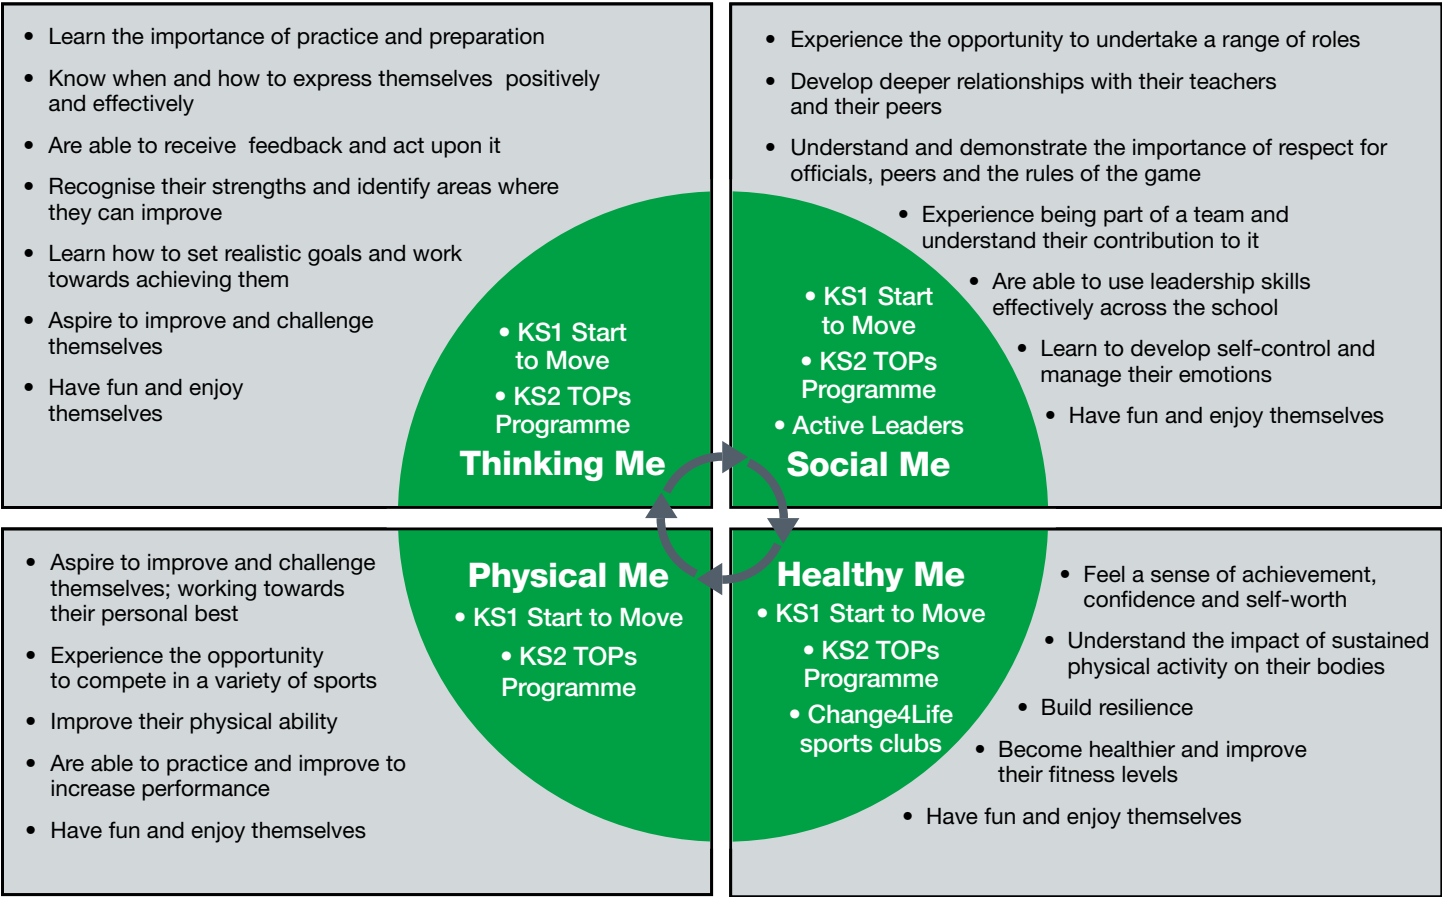 • Learn the importance of practice and preparation
• Know when and how to express themselves  positively
and effectively
• Are able to receive  feedback and act upon it
• Recognise their strengths and identify areas where
they can improve
• Learn how to set realistic goals and work
towards achieving them
• Aspire to improve and challenge
themselves
• Have fun and enjoy
themselves
• KS1 Start
to Move
• KS2 TOPs
Programme
Thinking Me
• Experience the opportunity to undertake a range of roles
• Develop deeper relationships with their teachers
and their peers
• Understand and demonstrate the importance of respect for
officials, peers and the rules of the game
• Experience being part of a team and
understand their contribution to it
• Are able to use leadership skills
effectively across the school
• Learn to develop self-control and
manage their emotions
• Have fun and enjoy themselves
• KS1 Start
to Move
• KS2 TOPs
Programme
• Active Leaders
Social Me
• Aspire to improve and challenge
themselves; working towards
their personal best
• Experience the opportunity
to compete in a variety of sports
• Improve their physical ability
• Are able to practice and improve to
increase performance
• Have fun and enjoy themselves
Physical Me
• KS1 Start to Move
• KS2 TOPs
Programme
Healthy Me
• KS1 Start to Move
• KS2 TOPs
Programme
• Change4Life
sports clubs
• Feel a sense of achievement,
confidence and self-worth
• Understand the impact of sustained
physical activity on their bodies
• Build resilience
• Become healthier and improve
their fitness levels
• Have fun and enjoy themselves